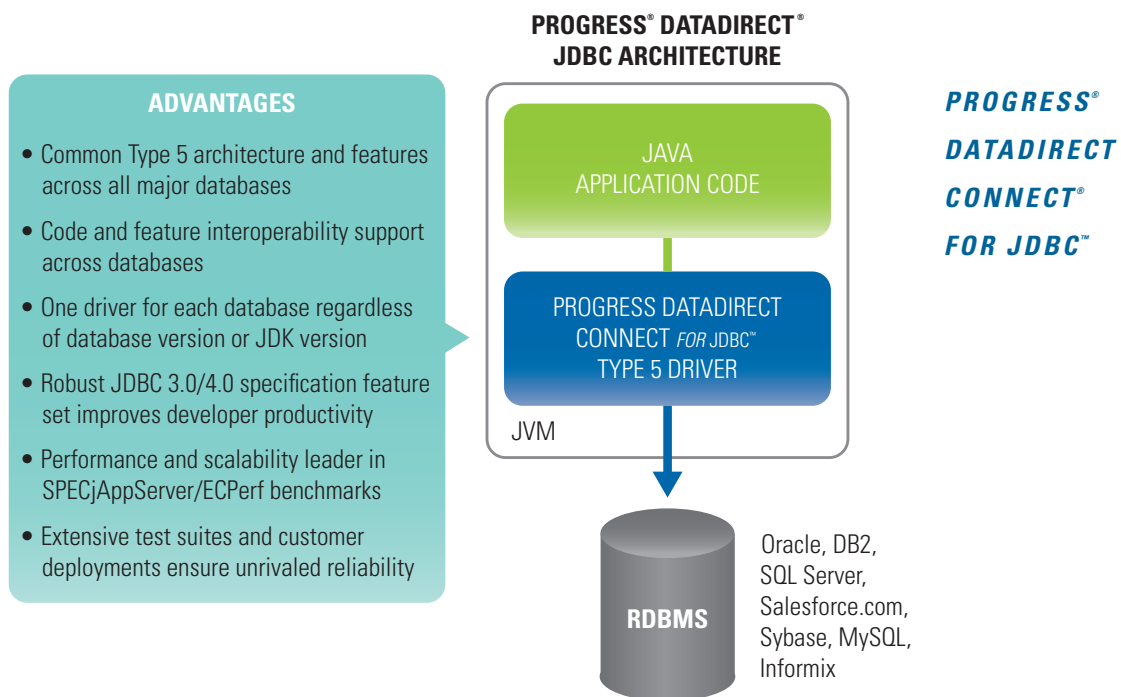 PROGRESS® DATADIRECT®
JDBC ARCHITECTURE
ADVANTAGES
• Common Type 5 architecture and features
across all major databases
• Code and feature interoperability support
across databases
• One driver for each database regardless
of database version or JDK version
• Robust JDBC 3.0/4.0 specification feature
set improves developer productivity
• Performance and scalability leader in
SPECjAppServer/ECPerf benchmarks
• Extensive test suites and customer
deployments ensure unrivaled reliability
JAVA
APPLICATION CODE
PROGRESS DATADIRECT
CONNECT FOR JDBC™
TYPE 5 DRIVER
JVM
RDBMS
Oracle, DB2,
SQL Server,
Salesforce.com,
Sybase, MySQL,
Informix
PROGRESS®
DATADIRECT
CONNECT®
FOR JDBC™